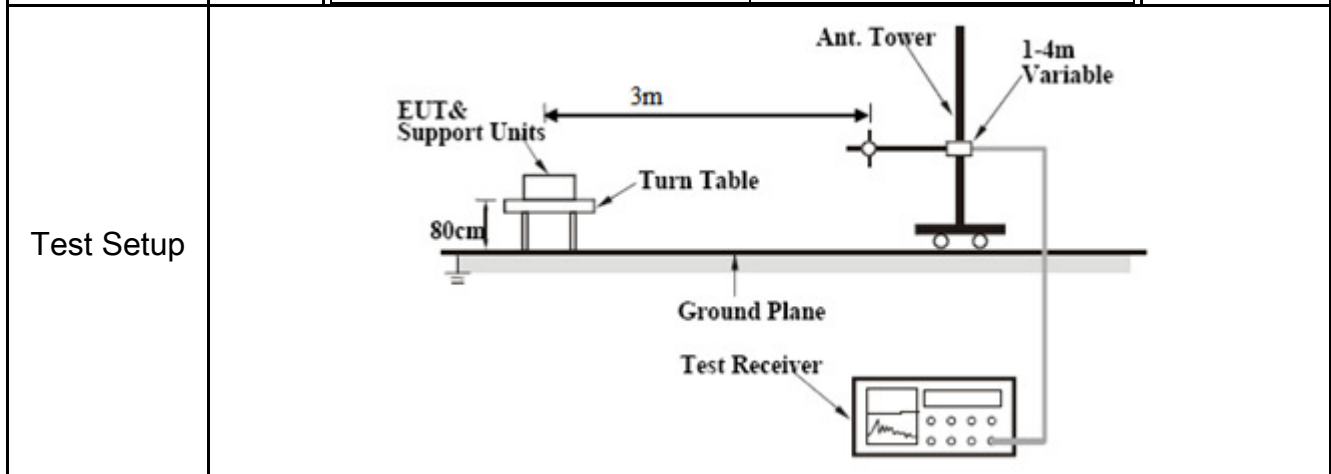 Test Setup
Ant. Tower
1-4m
Variable
3m
EUT&
Support Units
Turn Table
80cm
Ground Plane
Test Receiver